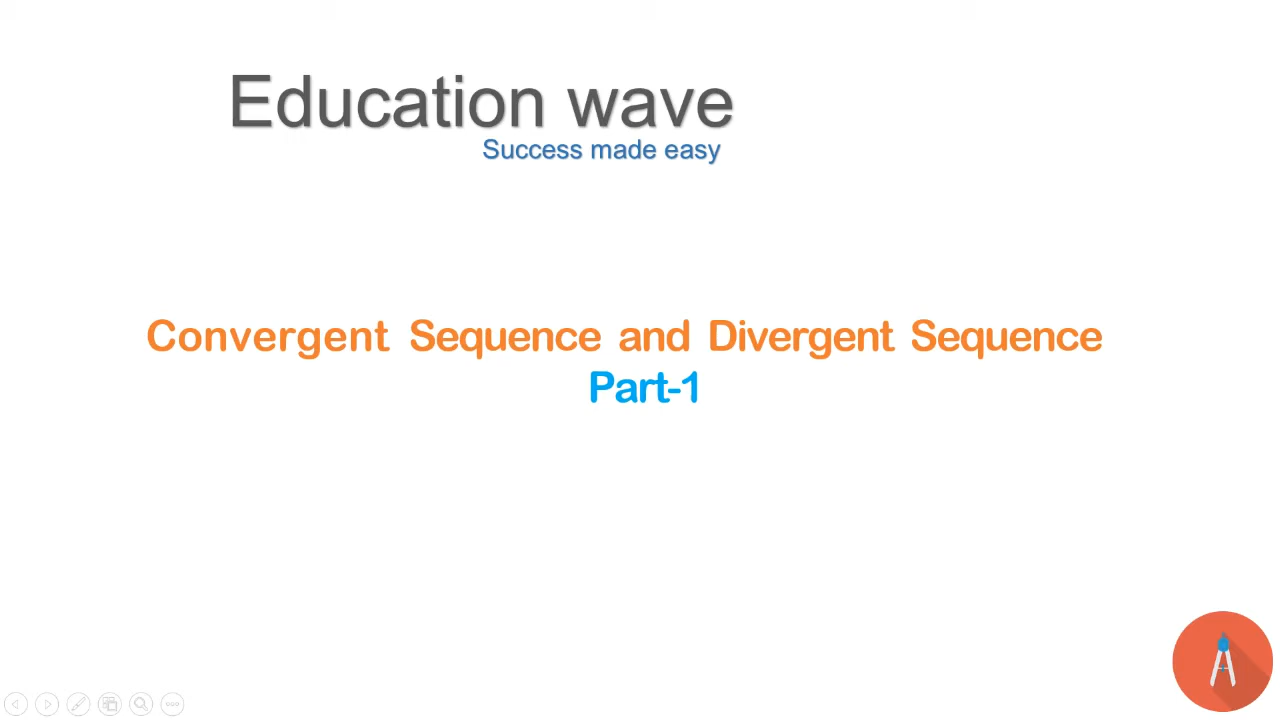 Education wave
Success made easy
Convergent Sequence and Divergent Sequence
Part-1